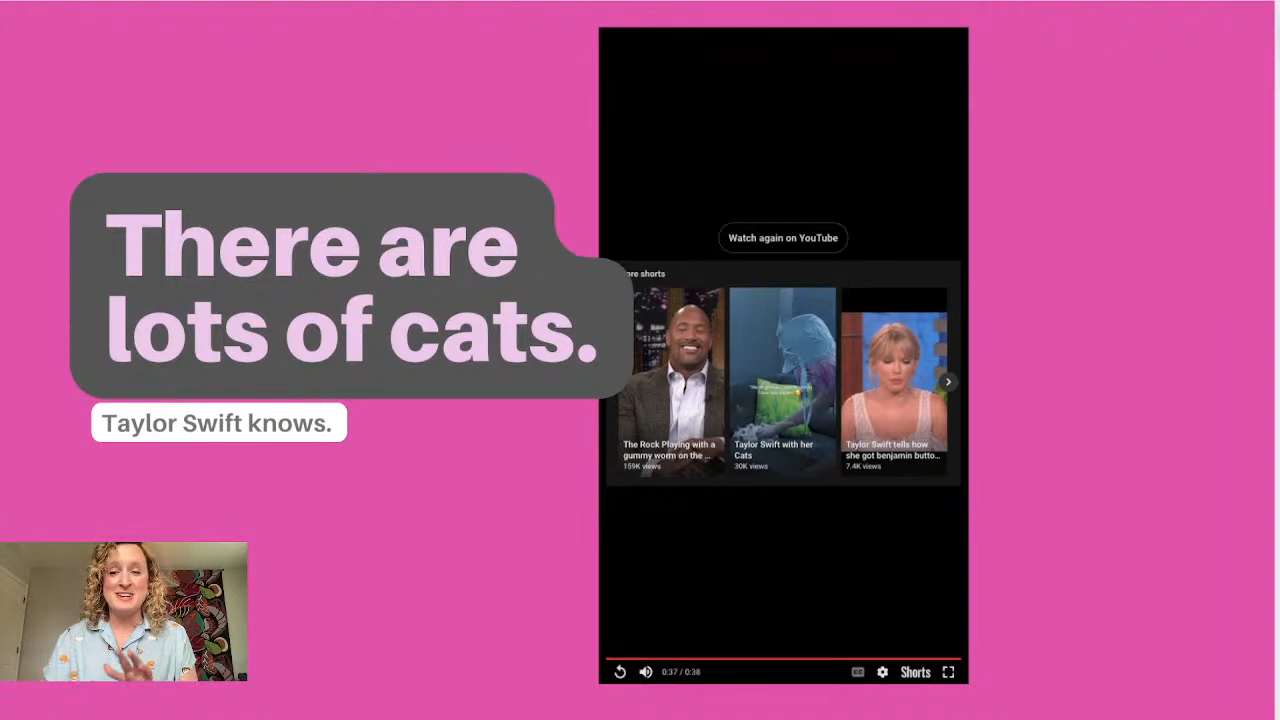 There are
lots of cats.
Taylor Swift knows.
Watch again on YouTube
re shorts
The Rock Playing with a
gummy worm on the ...
159K views
Taylor Swift with her
Cats
30K views
Taylor Swift tells how
she got benjamin butto...
7.4K views
0:37 / 0:38
CC
Shorts